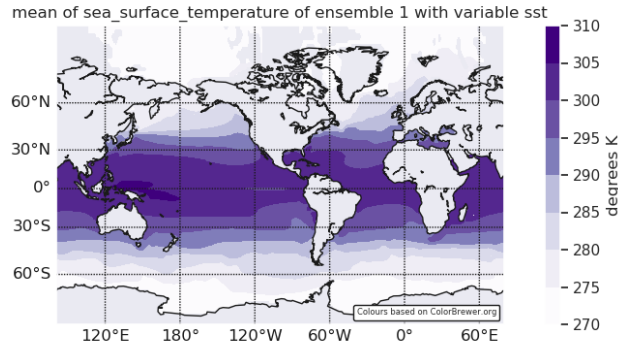 mean of sea_surface_temperature of ensemble 1 with variable sst
60°N
30°N
0°
30°S
60°S
120°E 180° 120°W 60°W 0° 60°E
Colours based on ColorBrewer.org
310
305
300
295
290
285
280
275
270
degrees K